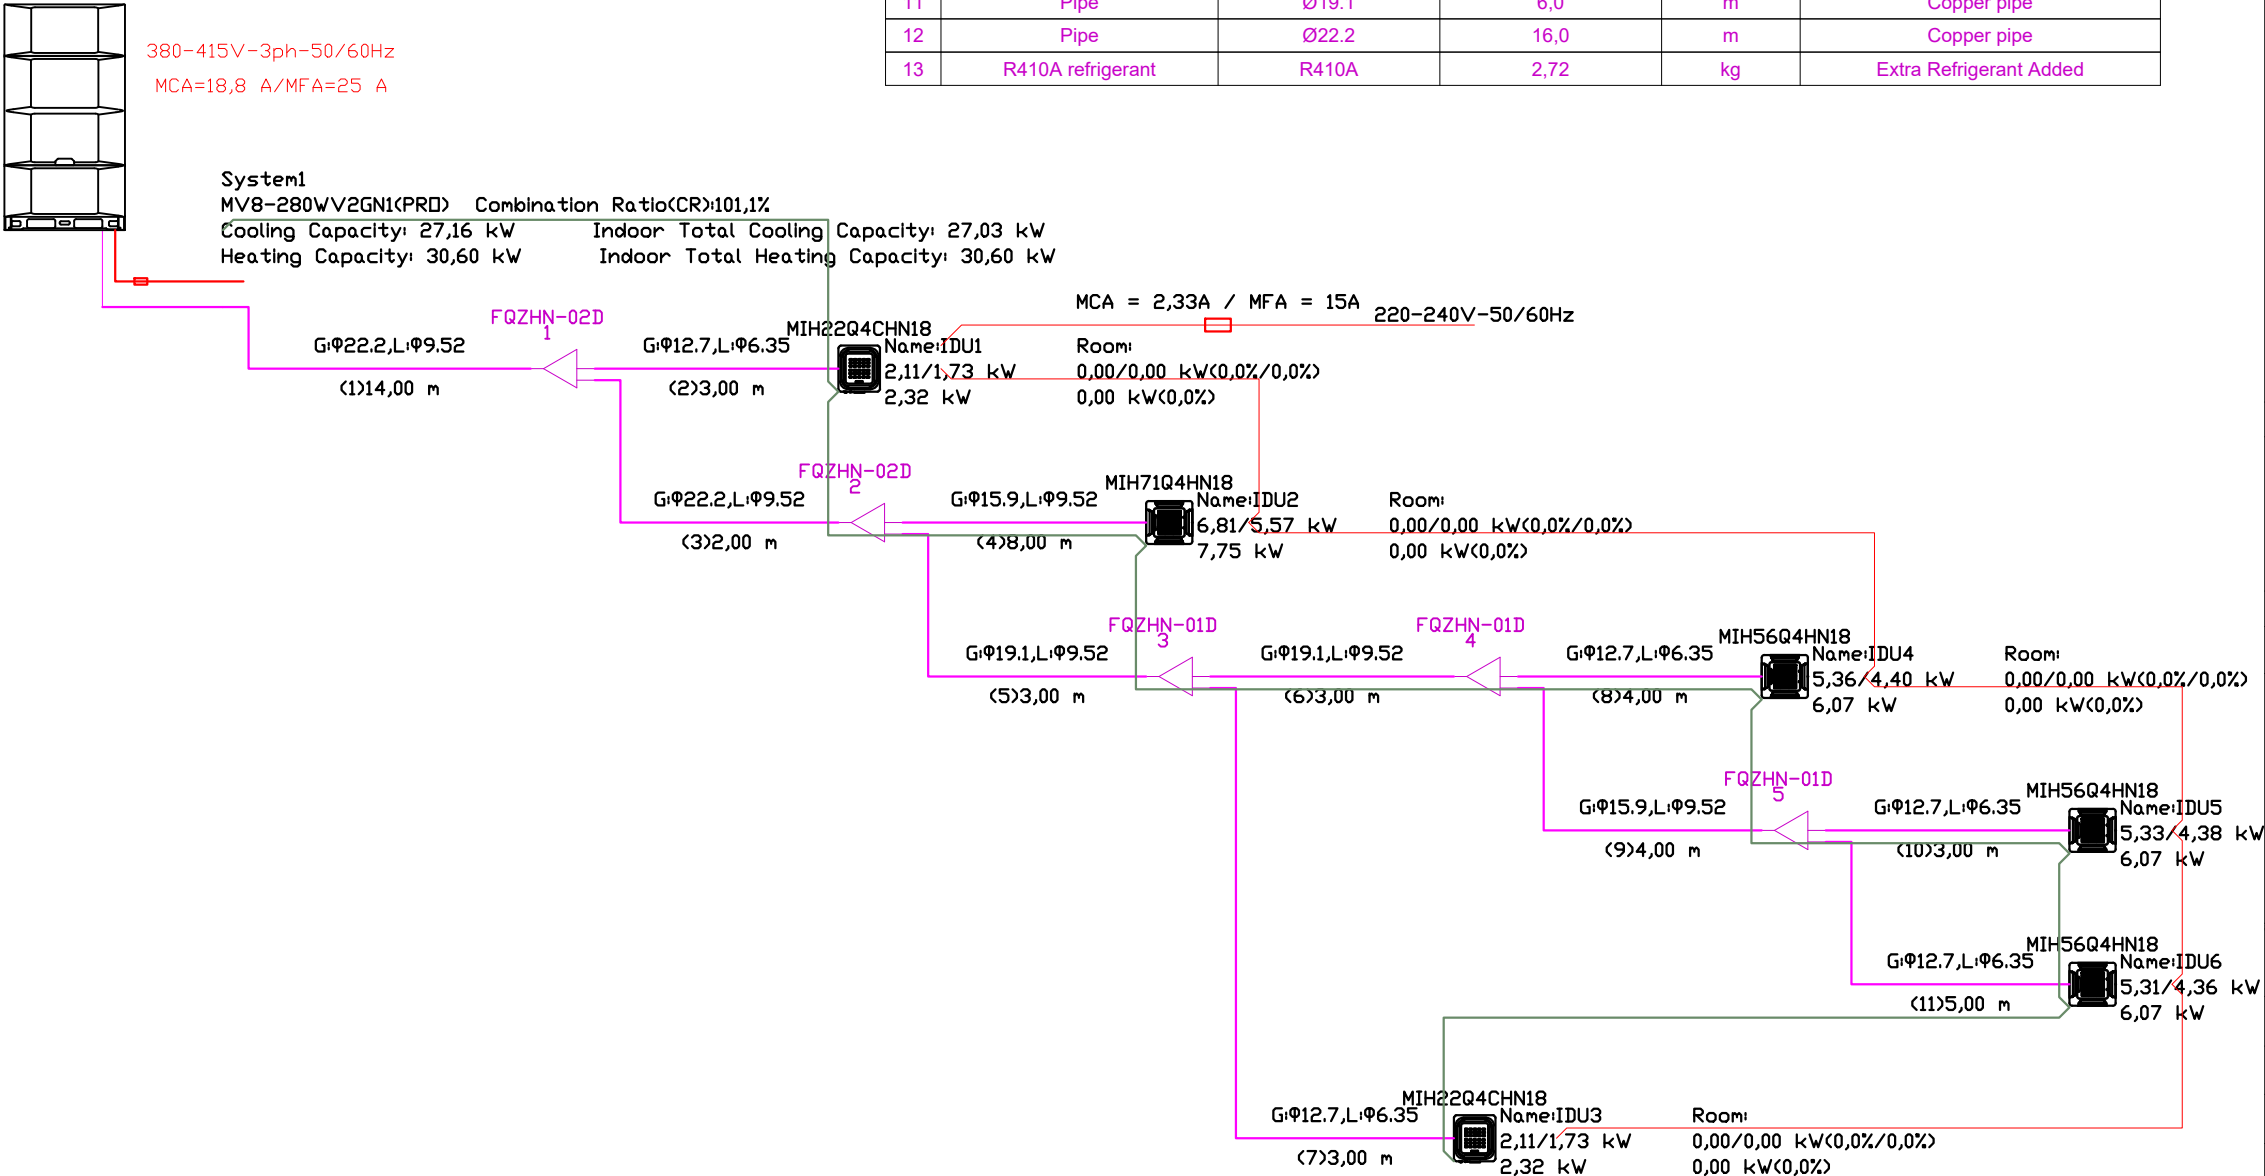 11 Pipe Ø19.1 6,0 m Copper pipe
12 Pipe Ø22.2 16,0 m Copper pipe
13 R410A refrigerant R410A 2,72 kg Extra Refrigerant Added
380-415V-3ph-50/60Hz
MCA=18,8 A/MFA=25 A
System1
MV8-280WV2GN1(PRO) Combination Ratio(CR):101,1%
Cooling Capacity: 27,16 kW Indoor Total Cooling Capacity: 27,03 kW
Heating Capacity: 30,60 kW Indoor Total Heating Capacity: 30,60 kW
MCA = 2,33A / MFA = 15A
220-240V-50/60Hz
FQZHN-02D
1
G:Φ22.2,L:Φ9.52
(1)14,00 m
G:Φ12.7,L:Φ6.35
(2)3,00 m
MIH22Q4CHN18
Name:IDU1 Room:
2,11/1,73 kW 0,00/0,00 kW(0,0%/0,0%)
2,32 kW 0,00 kW(0,0%)
FQZHN-02D
2
G:Φ22.2,L:Φ9.52
(3)2,00 m
G:Φ15.9,L:Φ9.52
(4)8,00 m
MIH71Q4HN18
Name:IDU2 Room:
6,81/5,57 kW 0,00/0,00 kW(0,0%/0,0%)
7,75 kW 0,00 kW(0,0%)
FQZHN-01D
3
G:Φ19.1,L:Φ9.52
(5)3,00 m
FQZHN-01D
4
G:Φ19.1,L:Φ9.52
(6)3,00 m
G:Φ12.7,L:Φ6.35
(8)4,00 m
MIH56Q4HN18
Name:IDU4 Room:
5,36/4,40 kW 0,00/0,00 kW(0,0%/0,0%)
6,07 kW 0,00 kW(0,0%)
FQZHN-01D
5
G:Φ15.9,L:Φ9.52
(9)4,00 m
G:Φ12.7,L:Φ6.35
(10)3,00 m
MIH56Q4HN18
Name:IDU5
5,33/4,38 kW
6,07 kW
G:Φ12.7,L:Φ6.35
(11)5,00 m
MIH56Q4HN18
Name:IDU6
5,31/4,36 kW
6,07 kW
G:Φ12.7,L:Φ6.35
(7)3,00 m
MIH22Q4CHN18
Name:IDU3 Room:
2,11/1,73 kW 0,00/0,00 kW(0,0%/0,0%)
2,32 kW 0,00 kW(0,0%)